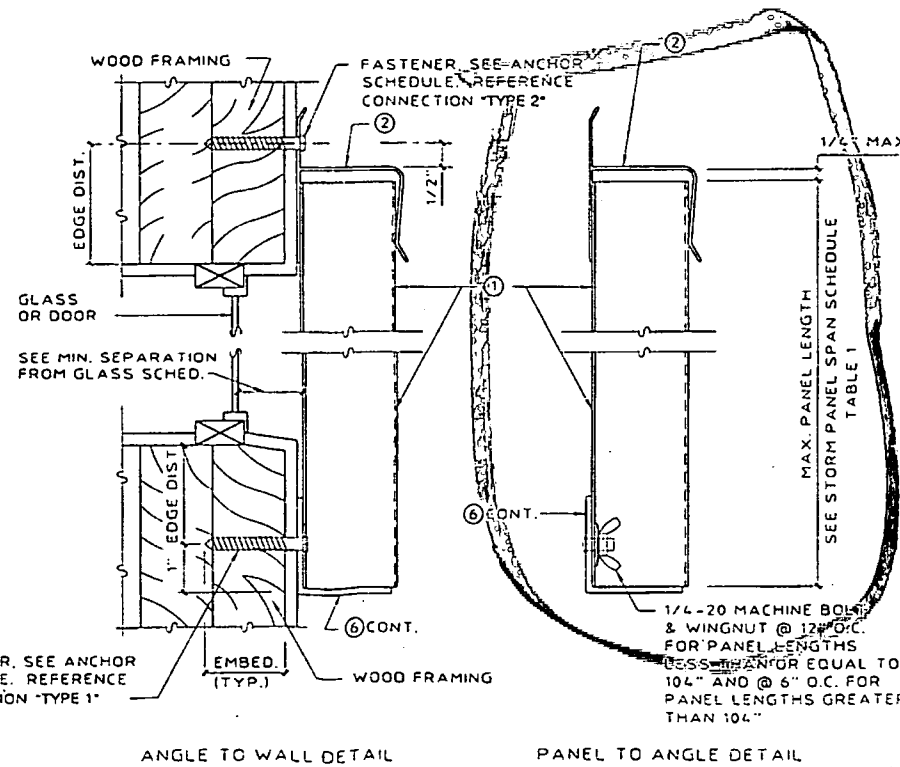 WOOD FRAMING
FASTENER, SEE ANCHOR
SCHEDULE. REFERENCE
CONNECTION "TYPE 2"
②
②
1/4" MAX
1/2"
EDGE DIST.
GLASS
OR DOOR
SEE MIN. SEPARATION
FROM GLASS SCHED.
①
MAX. PANEL LENGTH
SEE STORM PANEL SPAN SCHEDULE
TABLE 1
1" EDGE DIST
⑥ CONT.
⑥ CONT.
R, SEE ANCHOR
E. REFERENCE
ION "TYPE 1"
EMBED.
(TYP.)
WOOD FRAMING
1/4-20 MACHINE BOLT
& WINGNUT @ 12" O.C.
FOR PANEL LENGTHS
LESS THAN OR EQUAL TO
104" AND @ 6" O.C. FOR
PANEL LENGTHS GREATER
THAN 104"
ANGLE TO WALL DETAIL
PANEL TO ANGLE DETAIL